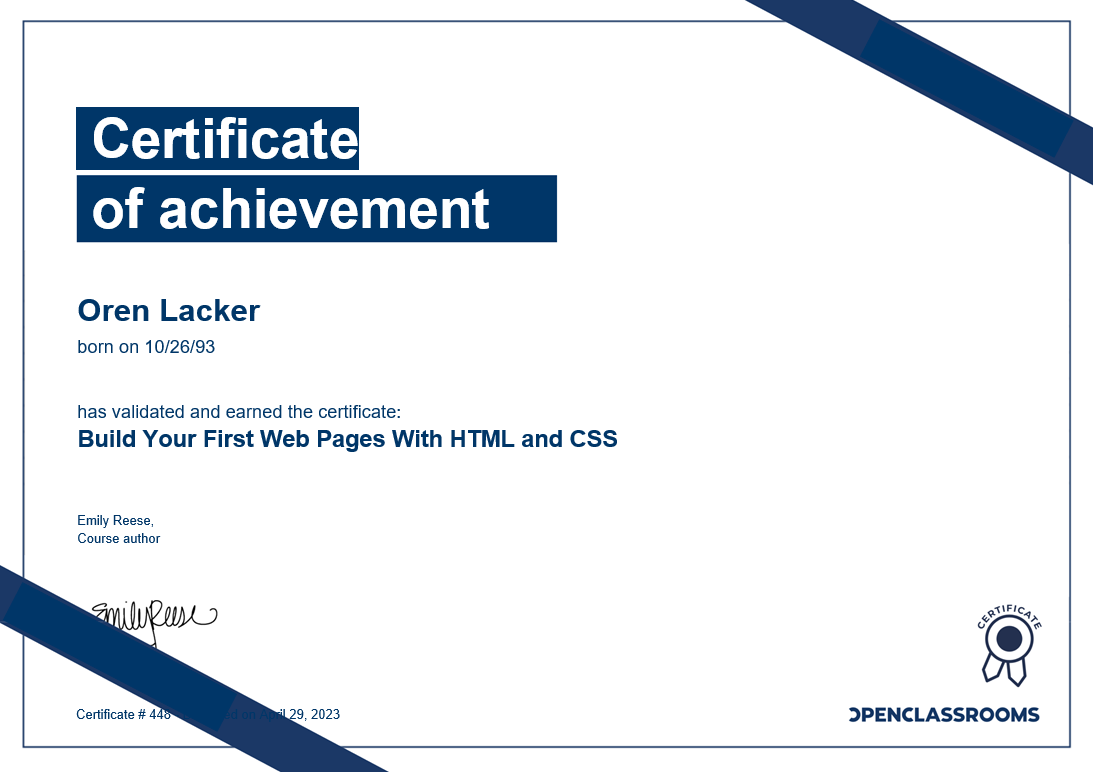 Certificate
of achievement
Oren Lacker
born on 10/26/93
has validated and earned the certificate:
Build Your First Web Pages With HTML and CSS
Emily Reese,
Course author
EmilyReese
Certificate # 448 on April 29, 2023
CERTIFICATE
OPENCLASSROOMS